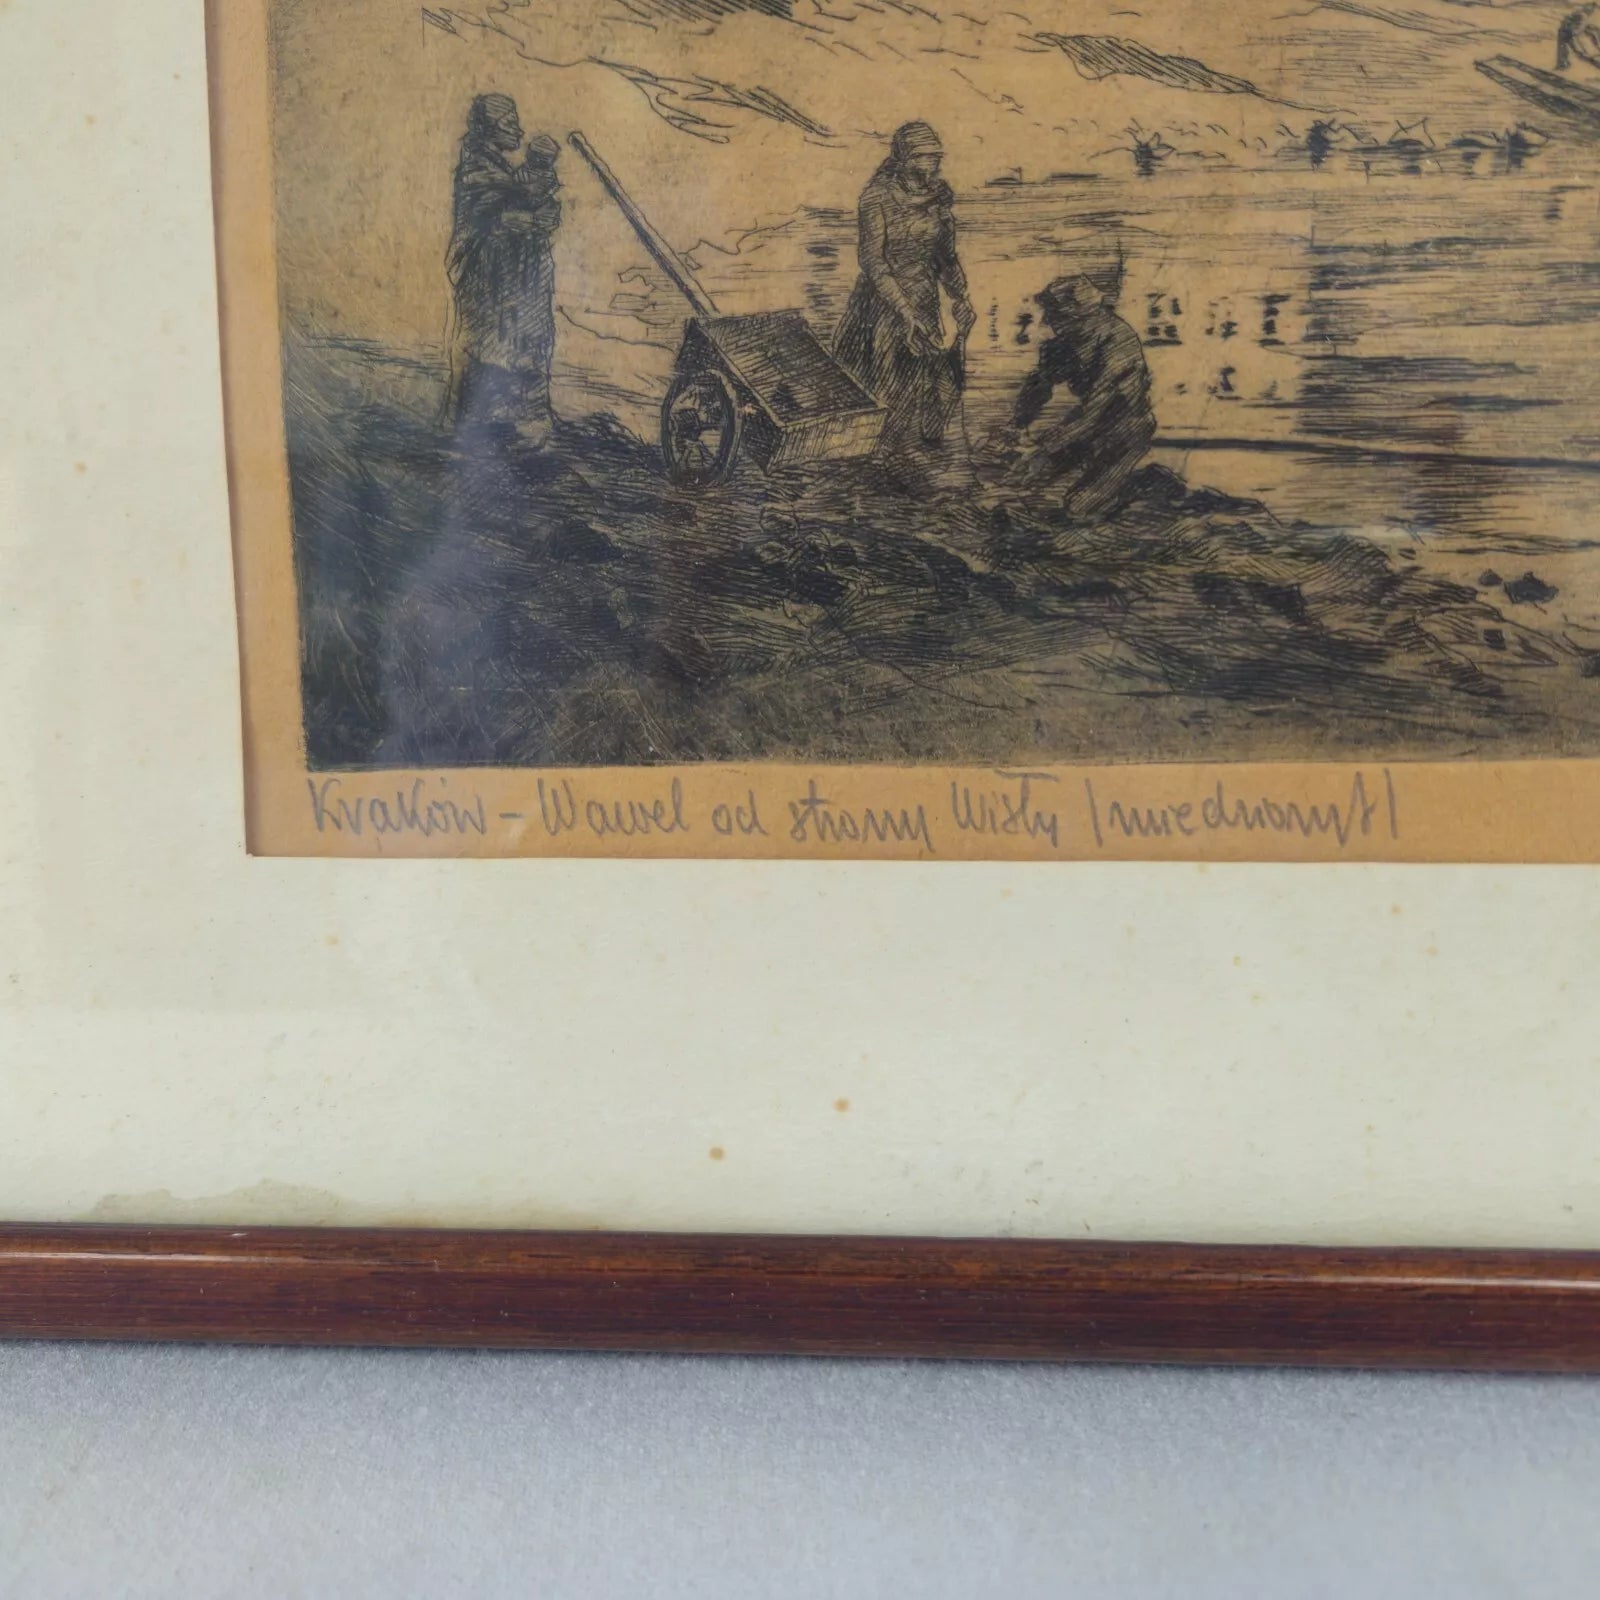 Kraków – Wawel od strony Wisły /miedzioryt/